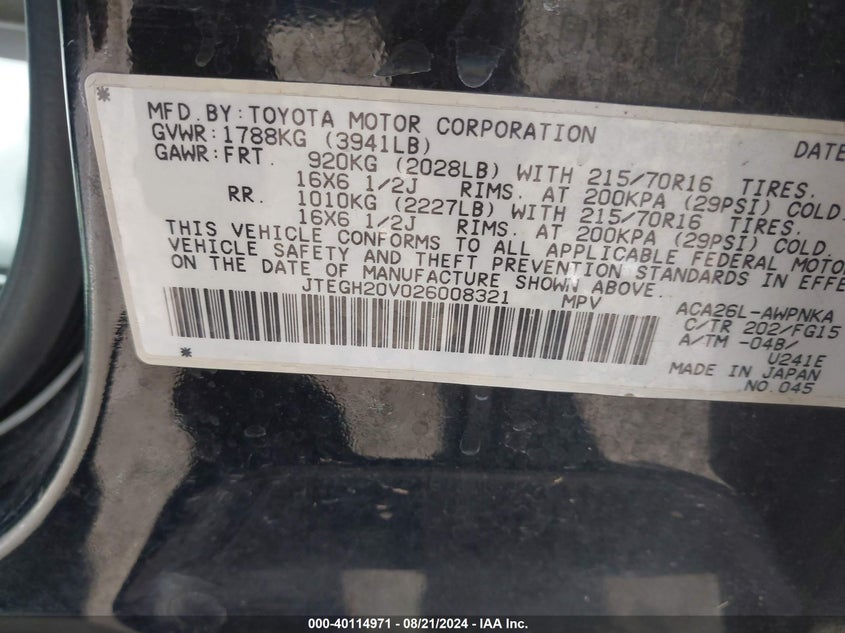 MFD. BY: TOYOTA MOTOR CORPORATION DATE
GVWR: 1788KG (3941LB)
GAWR: FRT. 920KG (2028LB) WITH 215/70R16 TIRES.
16X6 1/2J RIMS. AT 200KPA (29PSI) COLD.
RR. 1010KG (2227LB) WITH 215/70R16 TIRES.
16X6 1/2J RIMS. AT 200KPA (29PSI) COLD.
THIS VEHICLE CONFORMS TO ALL APPLICABLE FEDERAL MOTOR
VEHICLE SAFETY AND THEFT PREVENTION STANDARDS IN EFFE
ON THE DATE OF MANUFACTURE SHOWN ABOVE.
JTEGH20V026008321 MPV
ACA26L-AWPNKA
C/TR 202/FG15
A/TM -04B/
U241E
MADE IN JAPAN
NO.045
000-40114971 - 08/21/2024 - IAA Inc.